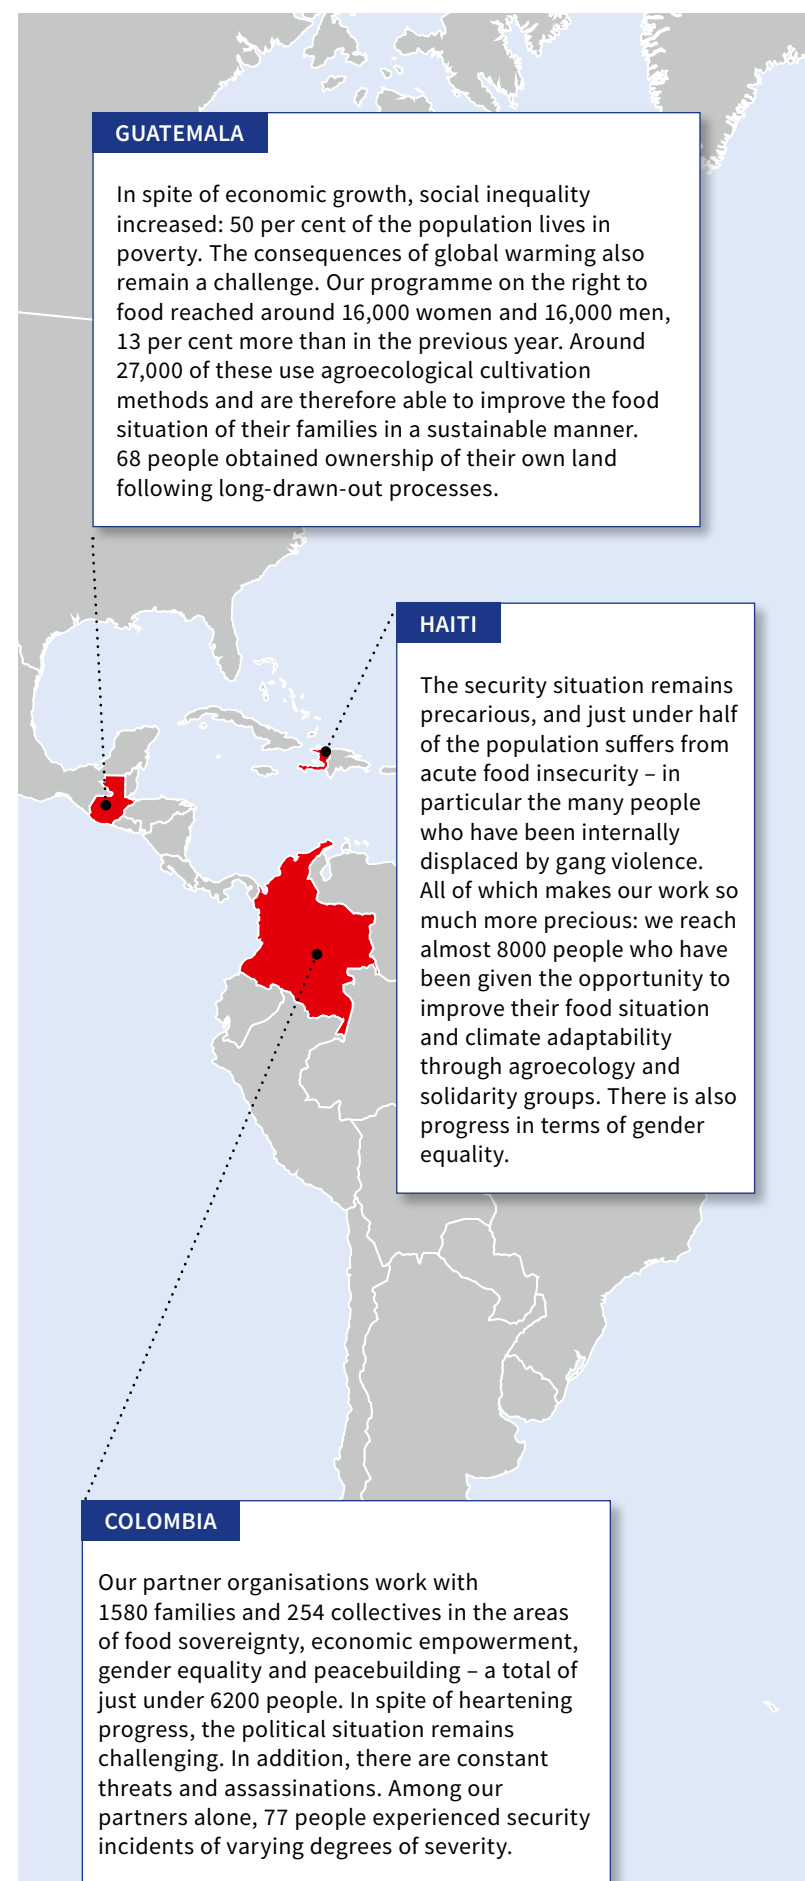 GUATEMALA
In spite of economic growth, social inequality
increased: 50 per cent of the population lives in
poverty. The consequences of global warming also
remain a challenge. Our programme on the right to
food reached around 16,000 women and 16,000 men,
13 per cent more than in the previous year. Around
27,000 of these use agroecological cultivation
methods and are therefore able to improve the food
situation of their families in a sustainable manner.
68 people obtained ownership of their own land
following long-drawn-out processes.
HAITI
The security situation remains
precarious, and just under half
of the population suffers from
acute food insecurity – in
particular the many people
who have been internally
displaced by gang violence.
All of which makes our work so
much more precious: we reach
almost 8000 people who have
been given the opportunity to
improve their food situation
and climate adaptability
through agroecology and
solidarity groups. There is also
progress in terms of gender
equality.
COLOMBIA
Our partner organisations work with
1580 families and 254 collectives in the areas
of food sovereignty, economic empowerment,
gender equality and peacebuilding – a total of
just under 6200 people. In spite of heartening
progress, the political situation remains
challenging. In addition, there are constant
threats and assassinations. Among our
partners alone, 77 people experienced security
incidents of varying degrees of severity.